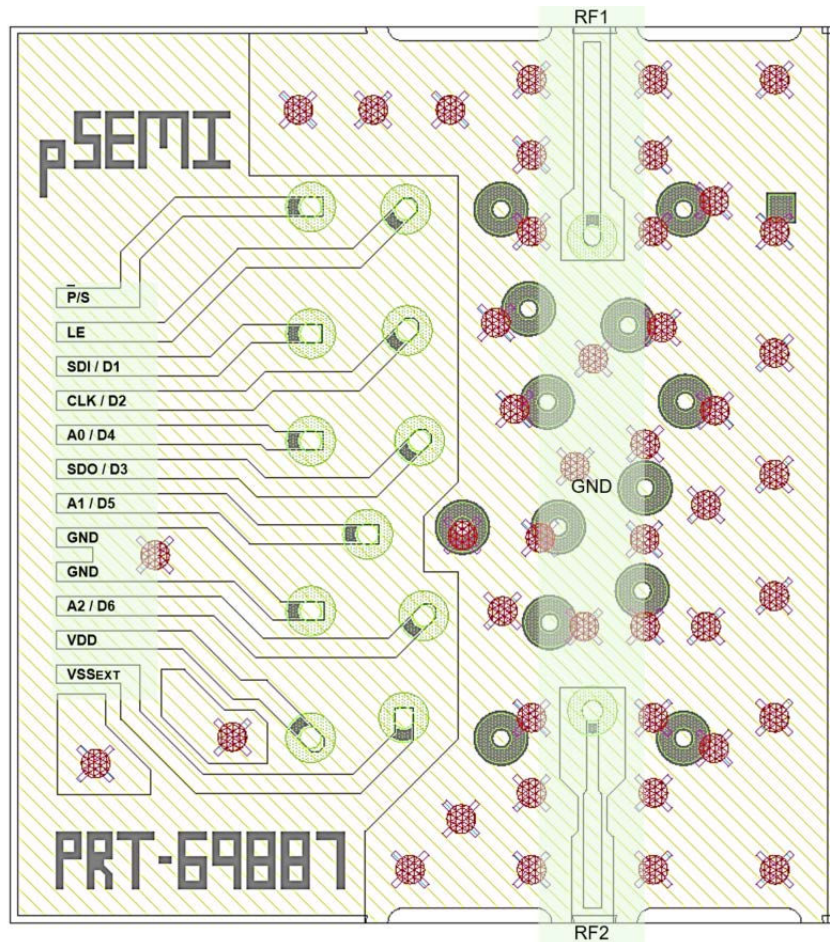 RF1
pSEMI
P̅/S
LE
SDI / D1
CLK / D2
A0 / D4
SDO / D3
A1 / D5
GND
GND
GND
A2 / D6
VDD
VSSEXT
PRT-69887
RF2